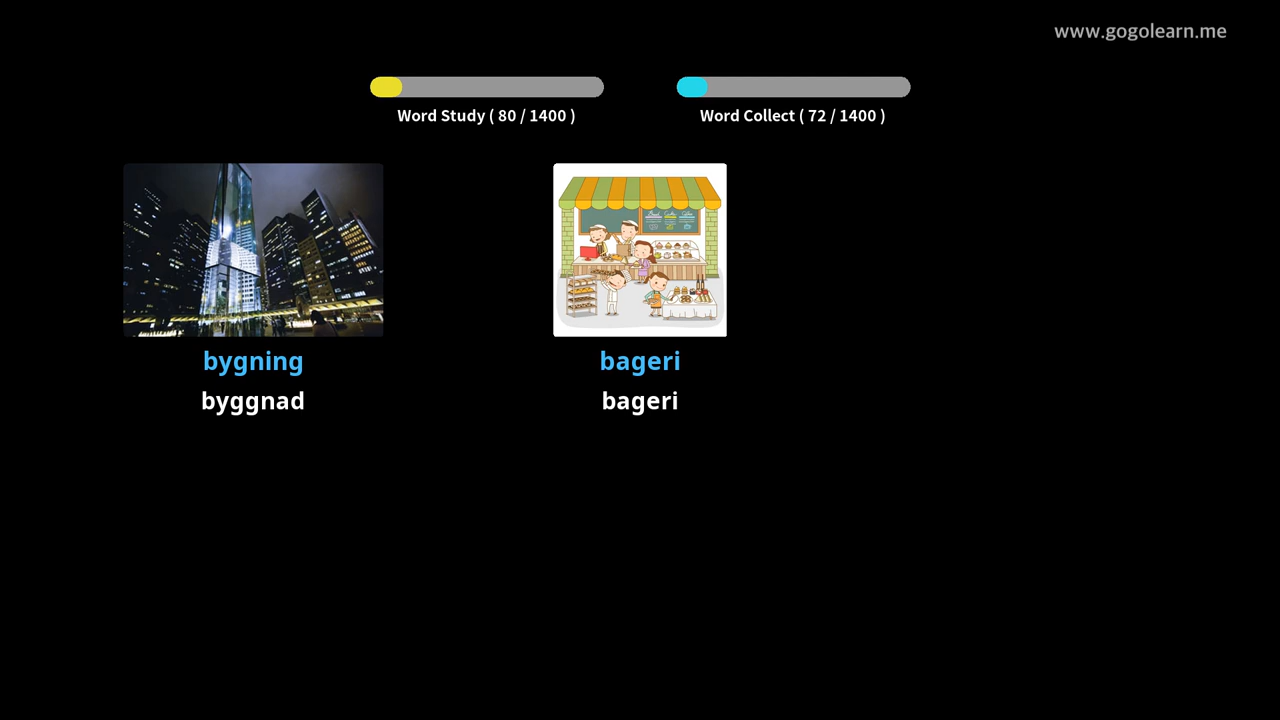 www.gogolearn.me
Word Study ( 80 / 1400 )
Word Collect ( 72 / 1400 )
bygning
byggnad
bageri
bageri